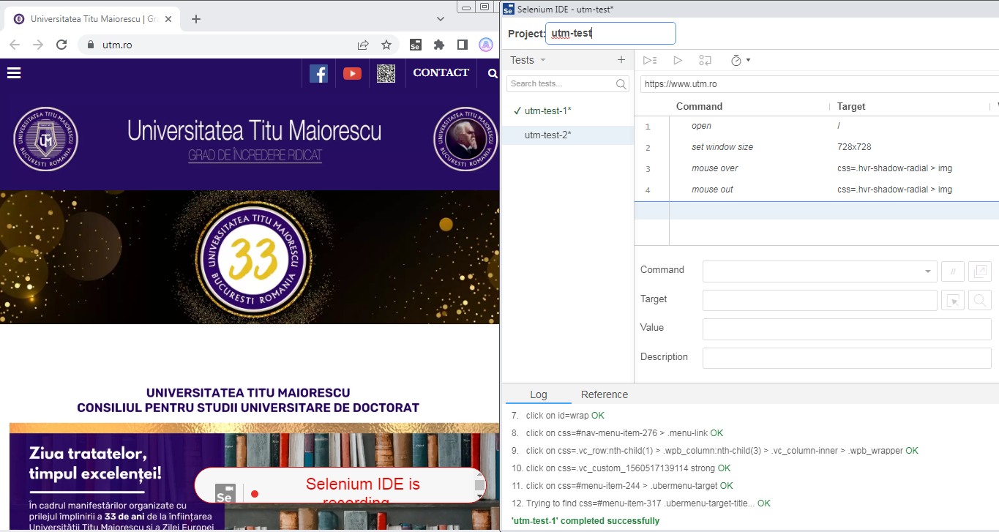 Universitatea Titu Maiorescu | Gra
utm.ro
Se
CONTACT
UTM
BUCURESTI ROMANIA
Universitatea Titu Maiorescu
GRAD DE ÎNCREDERE RIDICAT
BUCURESTI ROMANIA
UNIVERSITATEA TITU MAIORESCU
33
BUCURESTI ROMANIA
UNIVERSITATEA TITU MAIORESCU
CONSILIUL PENTRU STUDII UNIVERSITARE DE DOCTORAT
Ziua tratatelor,
timpul excelenței!
În cadrul manifestărilor organizate cu
prilejul împlinirii a 33 de ani de la înființarea
Universității Titu Maiorescu și a Zilei Europei
Se
Selenium IDE is
recording
Se Selenium IDE - utm-test*
Project: utm-test
Tests
+
Search tests...
✓ utm-test-1*
utm-test-2*
https://www.utm.ro
Command Target
1 open /
2 set window size 728x728
3 mouse over css=.hvr-shadow-radial > img
4 mouse out css=.hvr-shadow-radial > img
Command
//
Target
Value
Description
Log Reference
7. click on id=wrap OK
8. click on css=#nav-menu-item-276 > .menu-link OK
9. click on css=.vc_row:nth-child(1) > .wpb_column:nth-child(3) > .vc_column-inner > .wpb_wrapper OK
10. click on css=.vc_custom_1560517139114 strong OK
11. click on css=#menu-item-244 > .ubermenu-target OK
12. Trying to find css=#menu-item-317 .ubermenu-target-title... OK
'utm-test-1' completed successfully